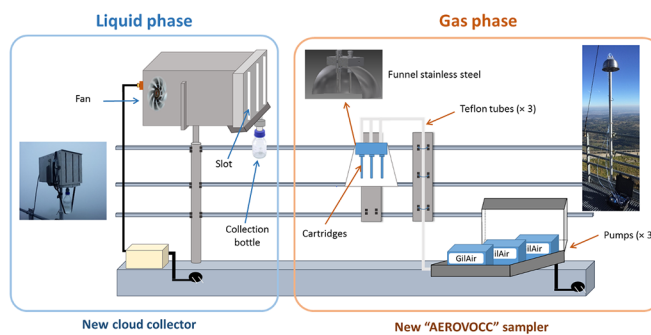 Liquid phase
Gas phase
Fan
Slot
Collection
bottle
New cloud collector
Funnel stainless steel
Teflon tubes (× 3)
Cartridges
GilAir
ilAir
ilAir
Pumps (× 3
New “AEROVOCC” sampler